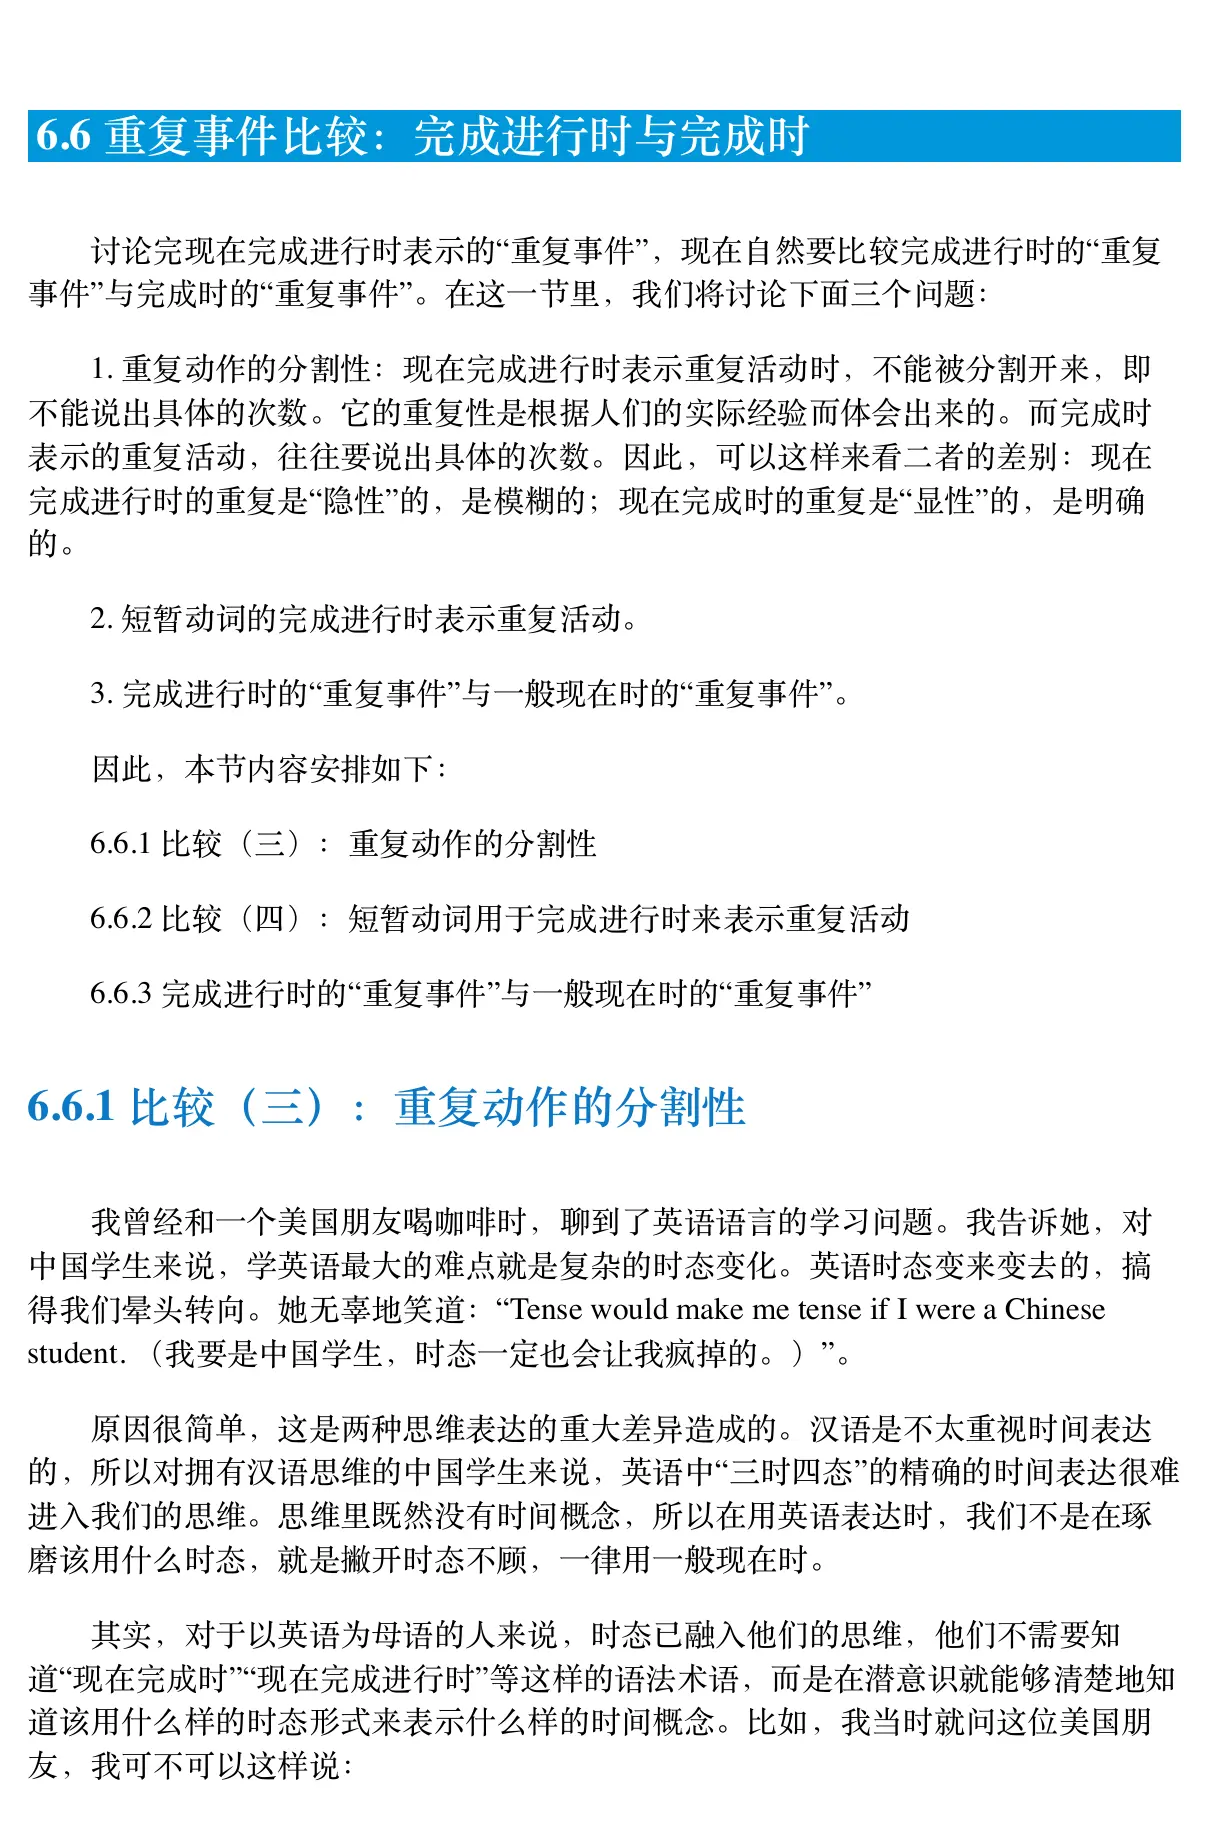 6.6 重复事件比较：完成进行时与完成时
讨论完现在完成进行时表示的“重复事件”，现在自然要比较完成进行时的“重复
事件”与完成时的“重复事件”。在这一节里，我们将讨论下面三个问题：
1. 重复动作的分割性：现在完成进行时表示重复活动时，不能被分割开来，即
不能说出具体的次数。它的重复性是根据人们的实际经验而体会出来的。而完成时
表示的重复活动，往往要说出具体的次数。因此，可以这样来看二者的差别：现在
完成进行时的重复是“隐性”的，是模糊的；现在完成时的重复是“显性”的，是明确
的。
2. 短暂动词的完成进行时表示重复活动。
3. 完成进行时的“重复事件”与一般现在时的“重复事件”。
因此，本节内容安排如下：
6.6.1 比较（三）：重复动作的分割性
6.6.2 比较（四）：短暂动词用于完成进行时来表示重复活动
6.6.3 完成进行时的“重复事件”与一般现在时的“重复事件”
6.6.1 比较（三）：重复动作的分割性
我曾经和一个美国朋友喝咖啡时，聊到了英语语言的学习问题。我告诉她，对
中国学生来说，学英语最大的难点就是复杂的时态变化。英语时态变来变去的，搞
得我们晕头转向。她无辜地笑道：“Tense would make me tense if I were a Chinese
student.（我要是中国学生，时态一定也会让我疯掉的。）”。
原因很简单，这是两种思维表达的重大差异造成的。汉语是不太重视时间表达
的，所以对拥有汉语思维的中国学生来说，英语中“三时四态”的精确的时间表达很难
进入我们的思维。思维里既然没有时间概念，所以在用英语表达时，我们不是在琢
磨该用什么时态，就是撇开时态不顾，一律用一般现在时。
其实，对于以英语为母语的人来说，时态已融入他们的思维，他们不需要知
道“现在完成时”“现在完成进行时”等这样的语法术语，而是在潜意识就能够清楚地知
道该用什么样的时态形式来表示什么样的时间概念。比如，我当时就问这位美国朋
友，我可不可以这样说：